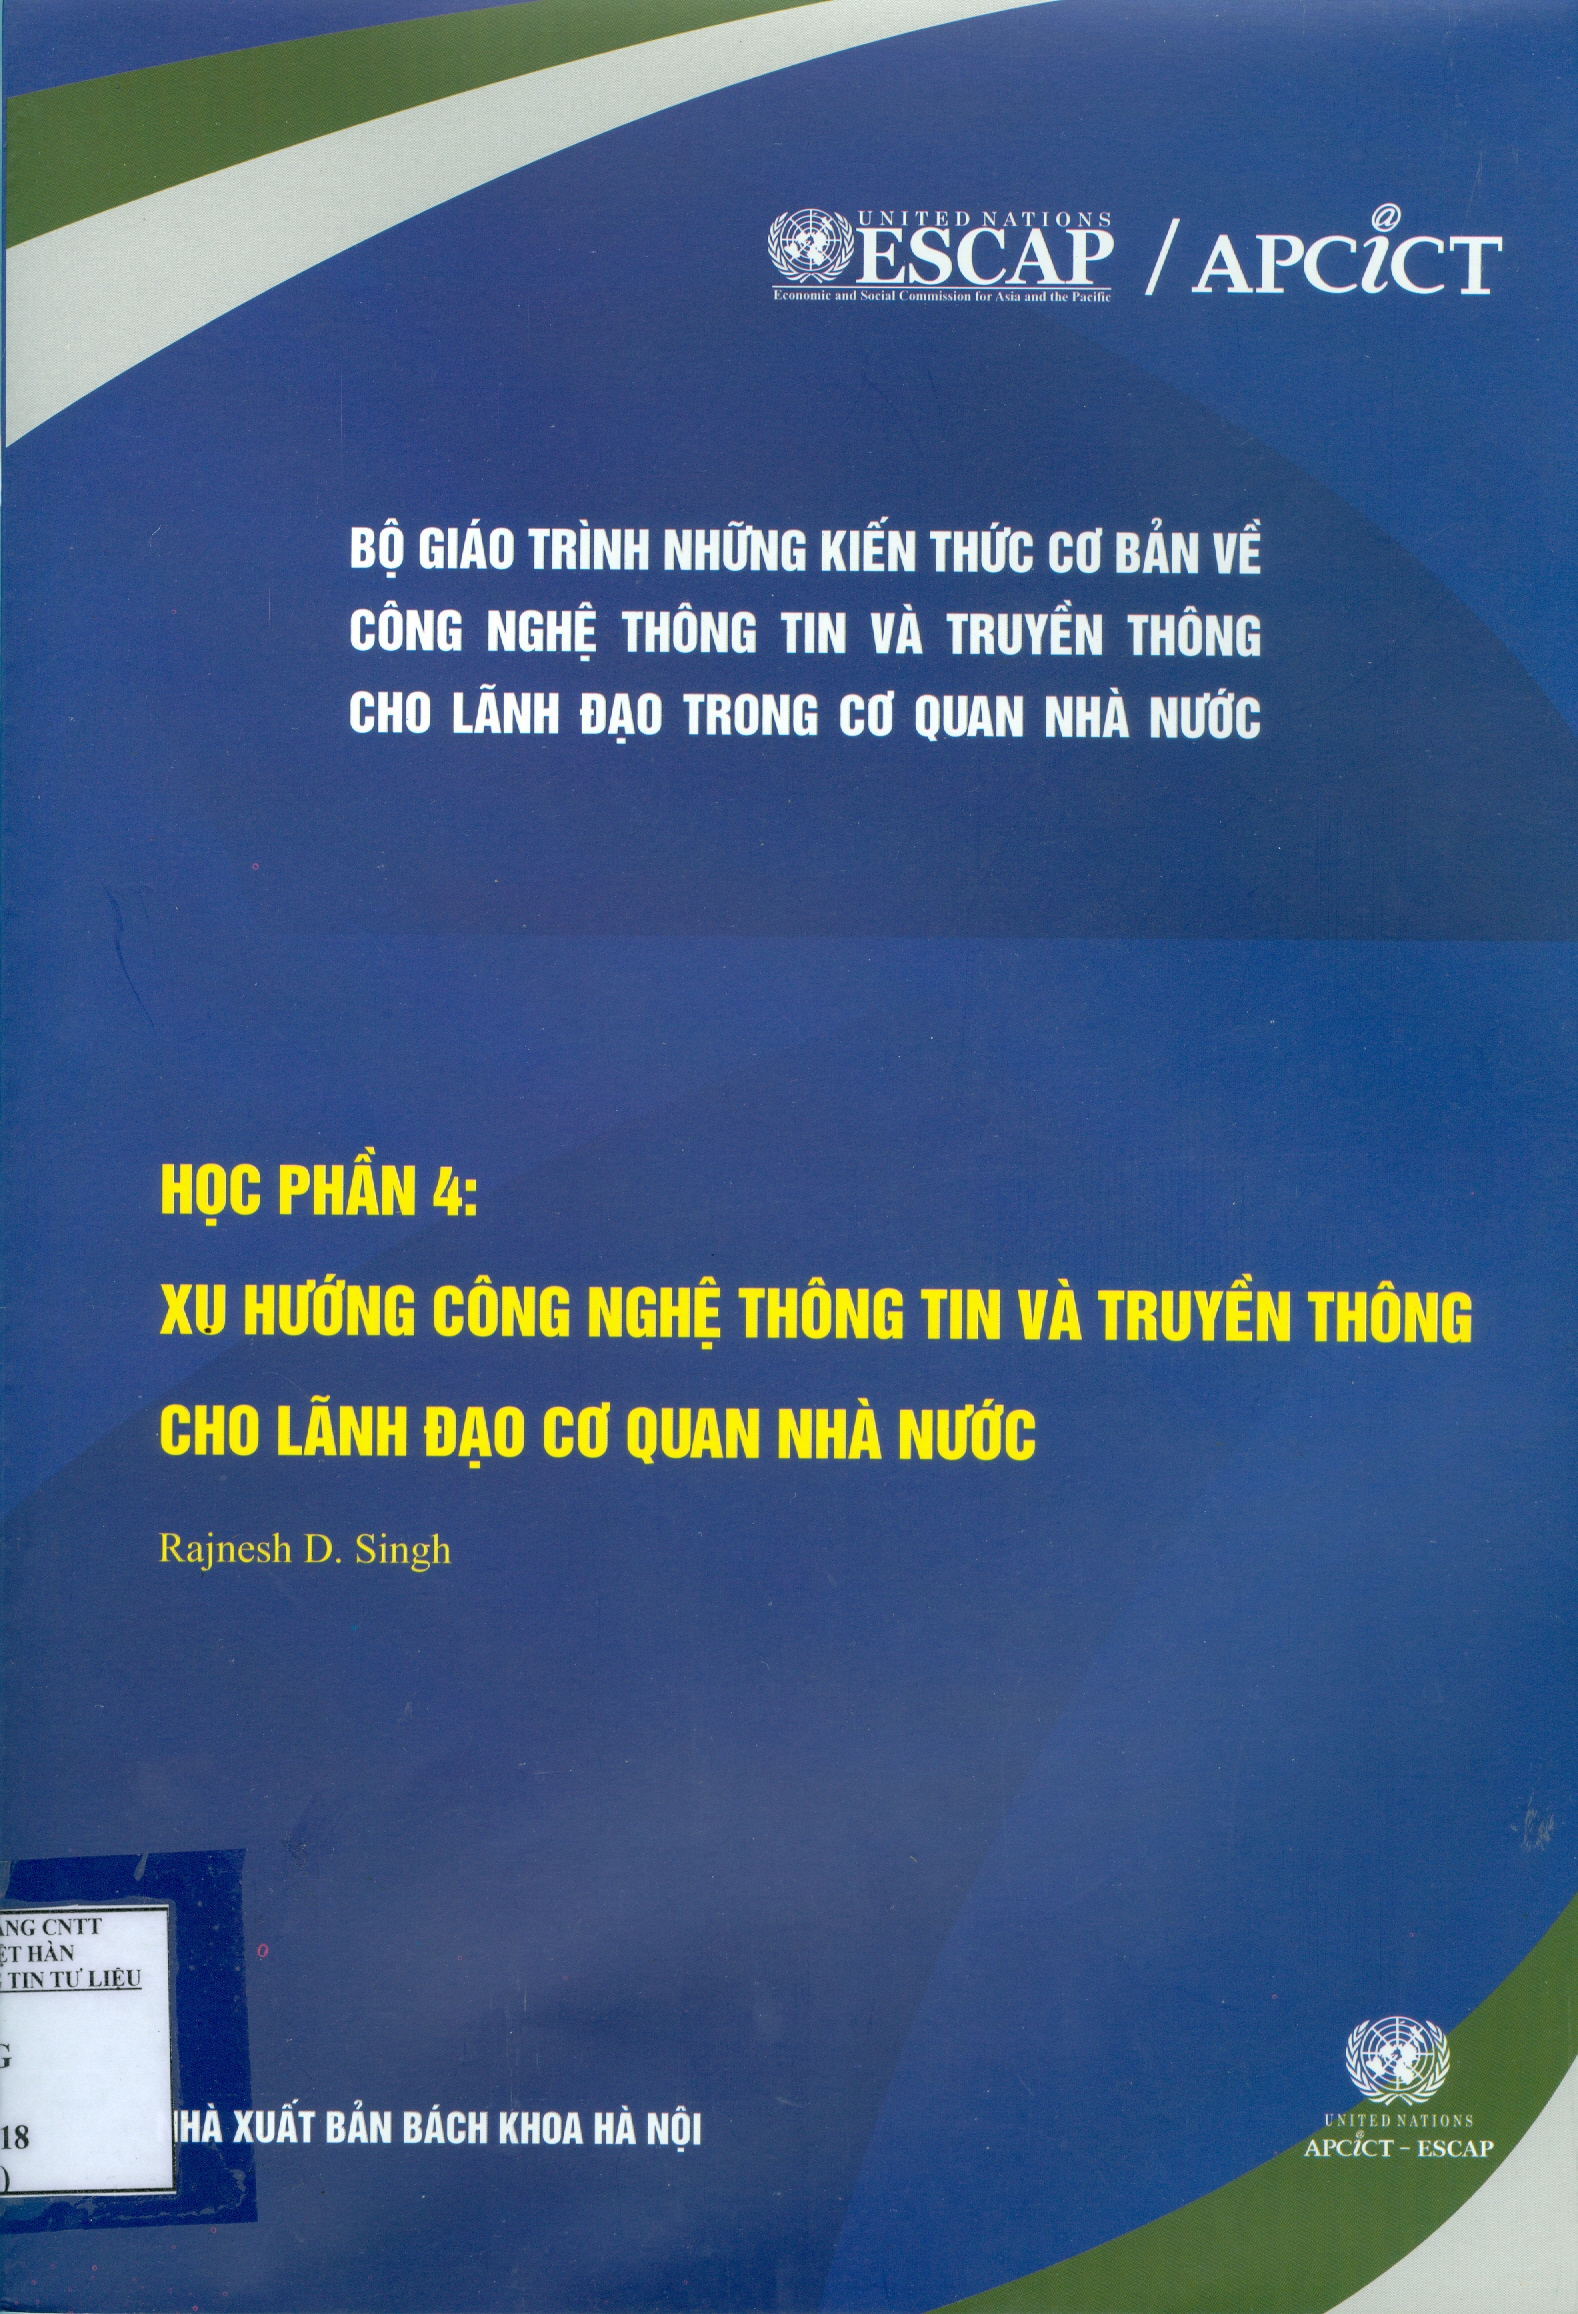 UNITED NATIONS
ESCAP / APCiCT
Economic and Social Commission for Asia and the Pacific
BỘ GIÁO TRÌNH NHỮNG KIẾN THỨC CƠ BẢN VỀ
CÔNG NGHỆ THÔNG TIN VÀ TRUYỀN THÔNG
CHO LÃNH ĐẠO TRONG CƠ QUAN NHÀ NƯỚC
HỌC PHẦN 4:
XU HƯỚNG CÔNG NGHỆ THÔNG TIN VÀ TRUYỀN THÔNG
CHO LÃNH ĐẠO CƠ QUAN NHÀ NƯỚC
Rajnesh D. Singh
CNTT
HÀN
TIN TƯ LIỆU
18
XUẤT BẢN BÁCH KHOA HÀ NỘI
UNITED NATIONS
APCiCT – ESCAP